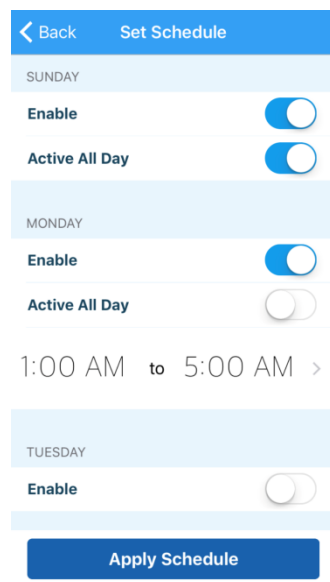 Back Set Schedule
SUNDAY
Enable
Active All Day
MONDAY
Enable
Active All Day
1:00 AM to 5:00 AM
TUESDAY
Enable
Apply Schedule